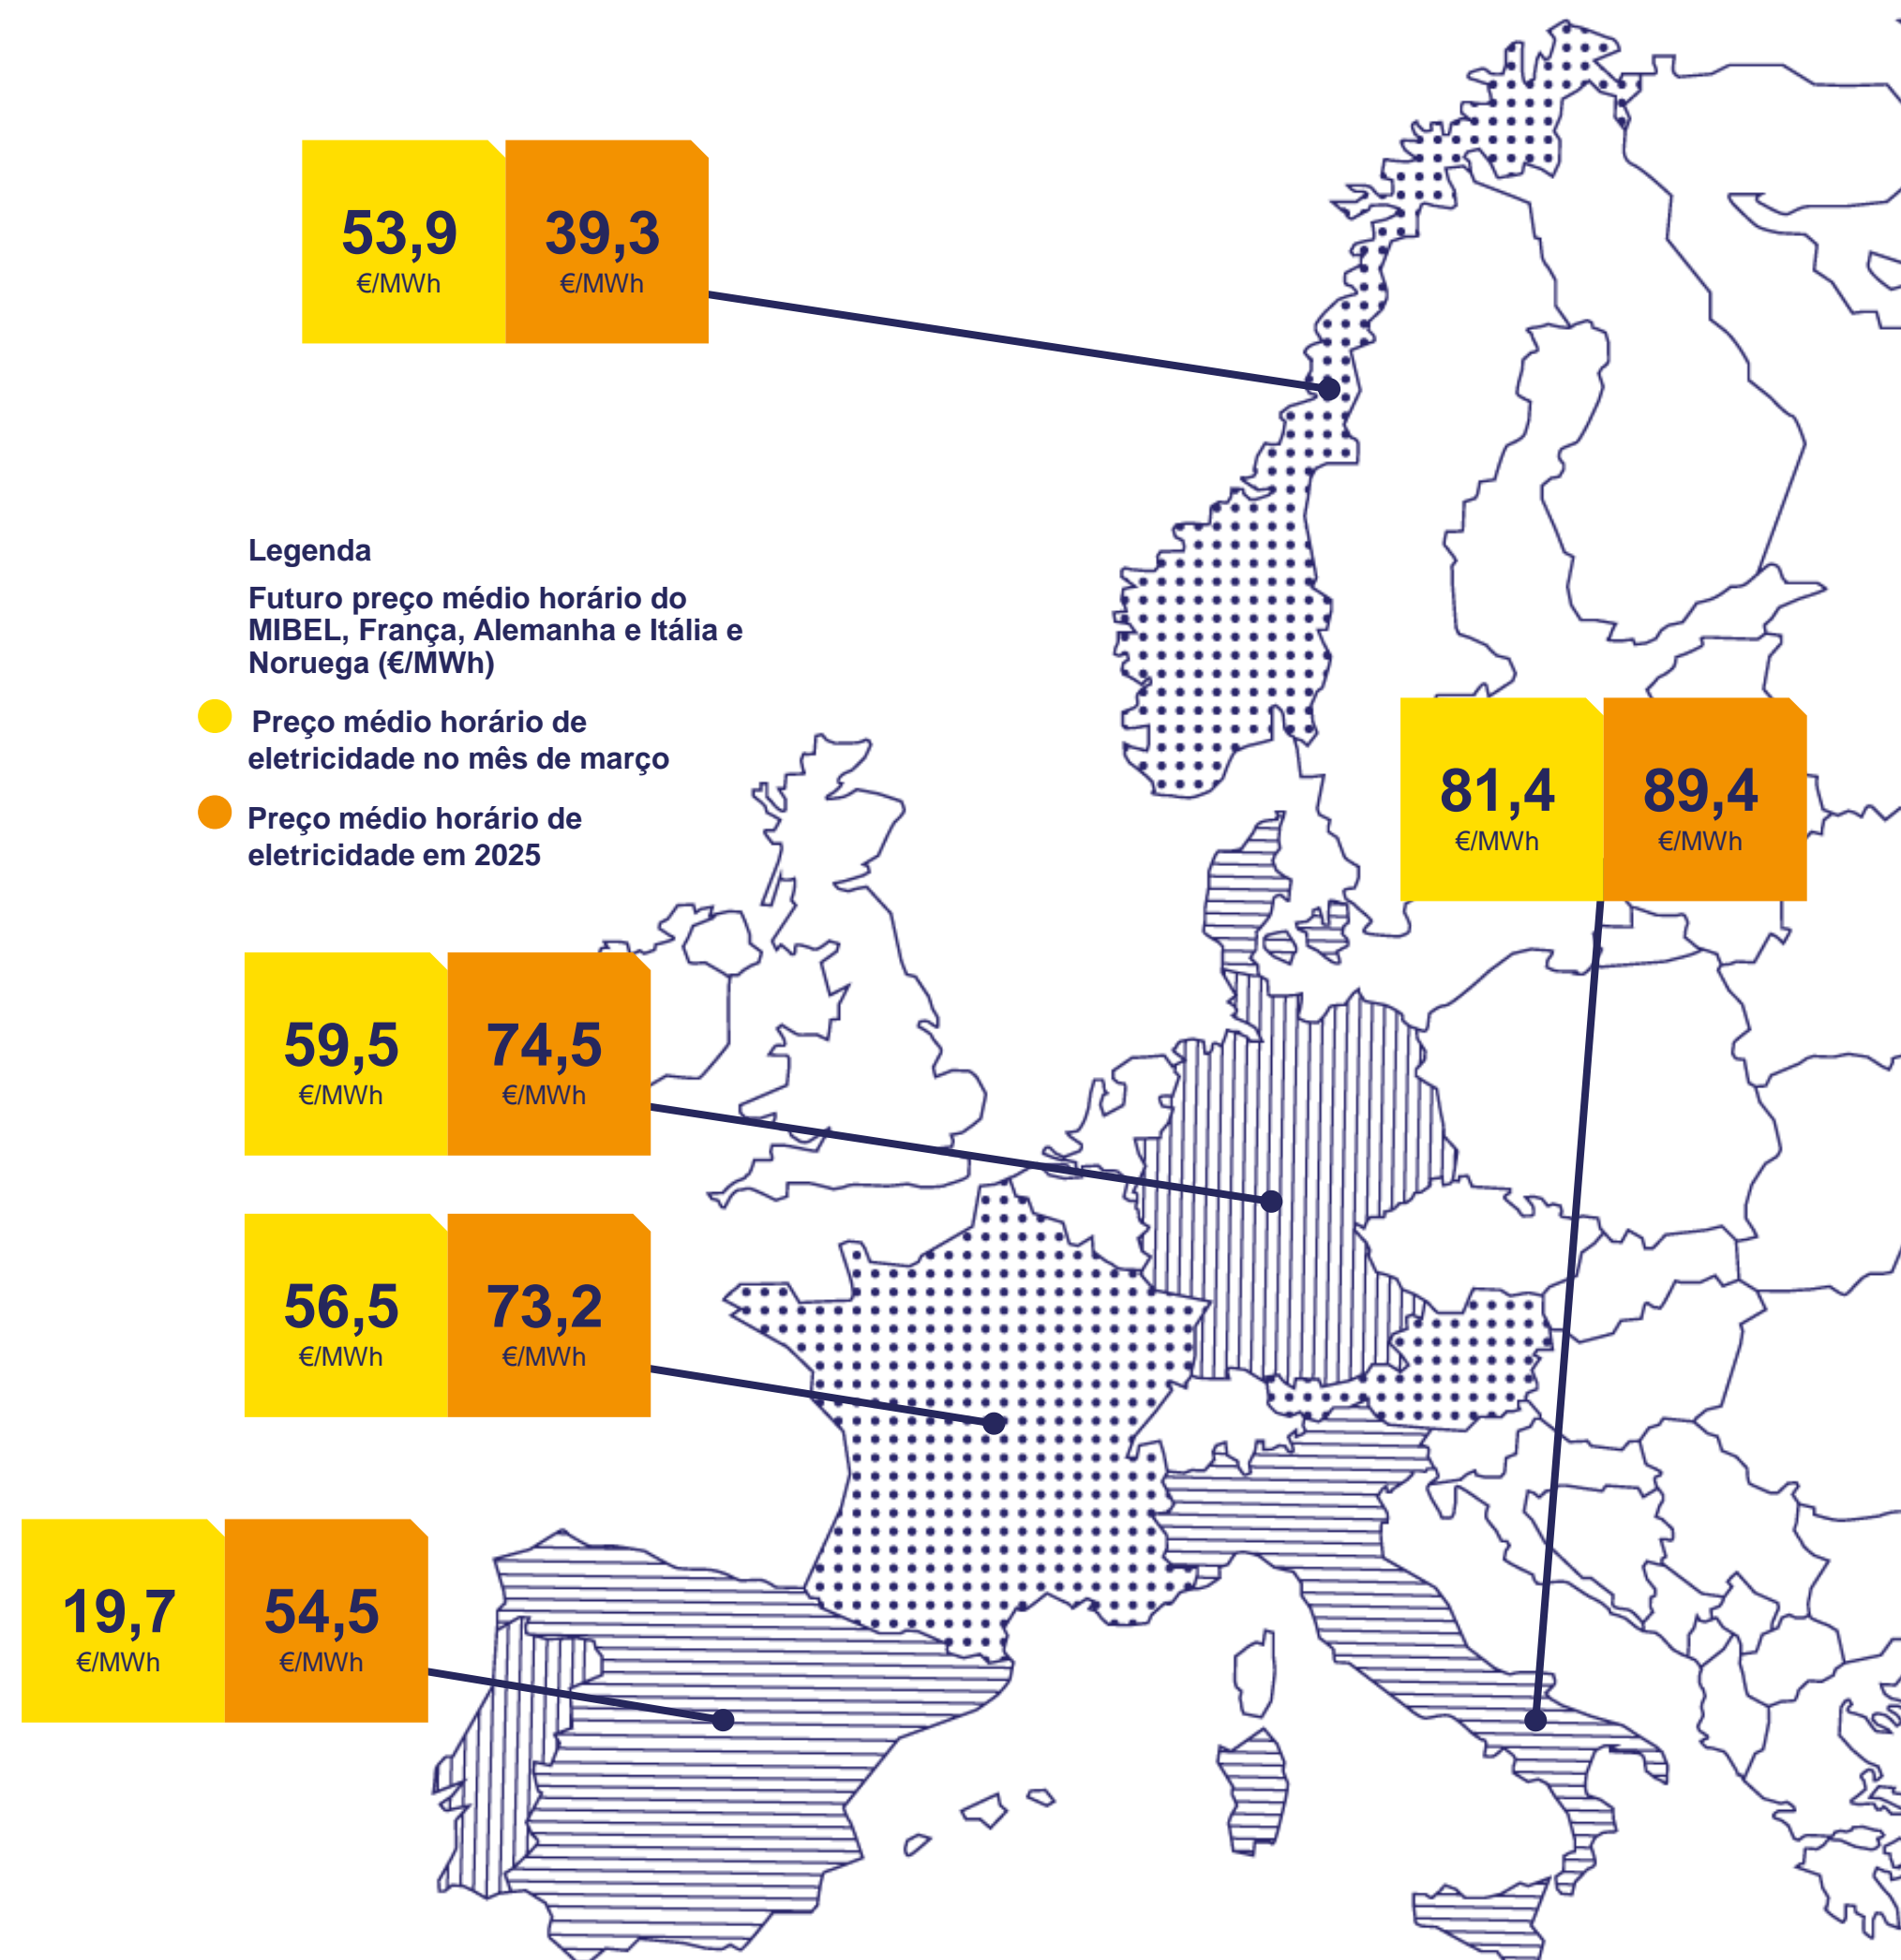 53,9
€/MWh
39,3
€/MWh
Legenda
Futuro preço médio horário do
MIBEL, França, Alemanha e Itália e
Noruega (€/MWh)
Preço médio horário de
eletricidade no mês de março
Preço médio horário de
eletricidade em 2025
81,4
€/MWh
89,4
€/MWh
59,5
€/MWh
74,5
€/MWh
56,5
€/MWh
73,2
€/MWh
19,7
€/MWh
54,5
€/MWh